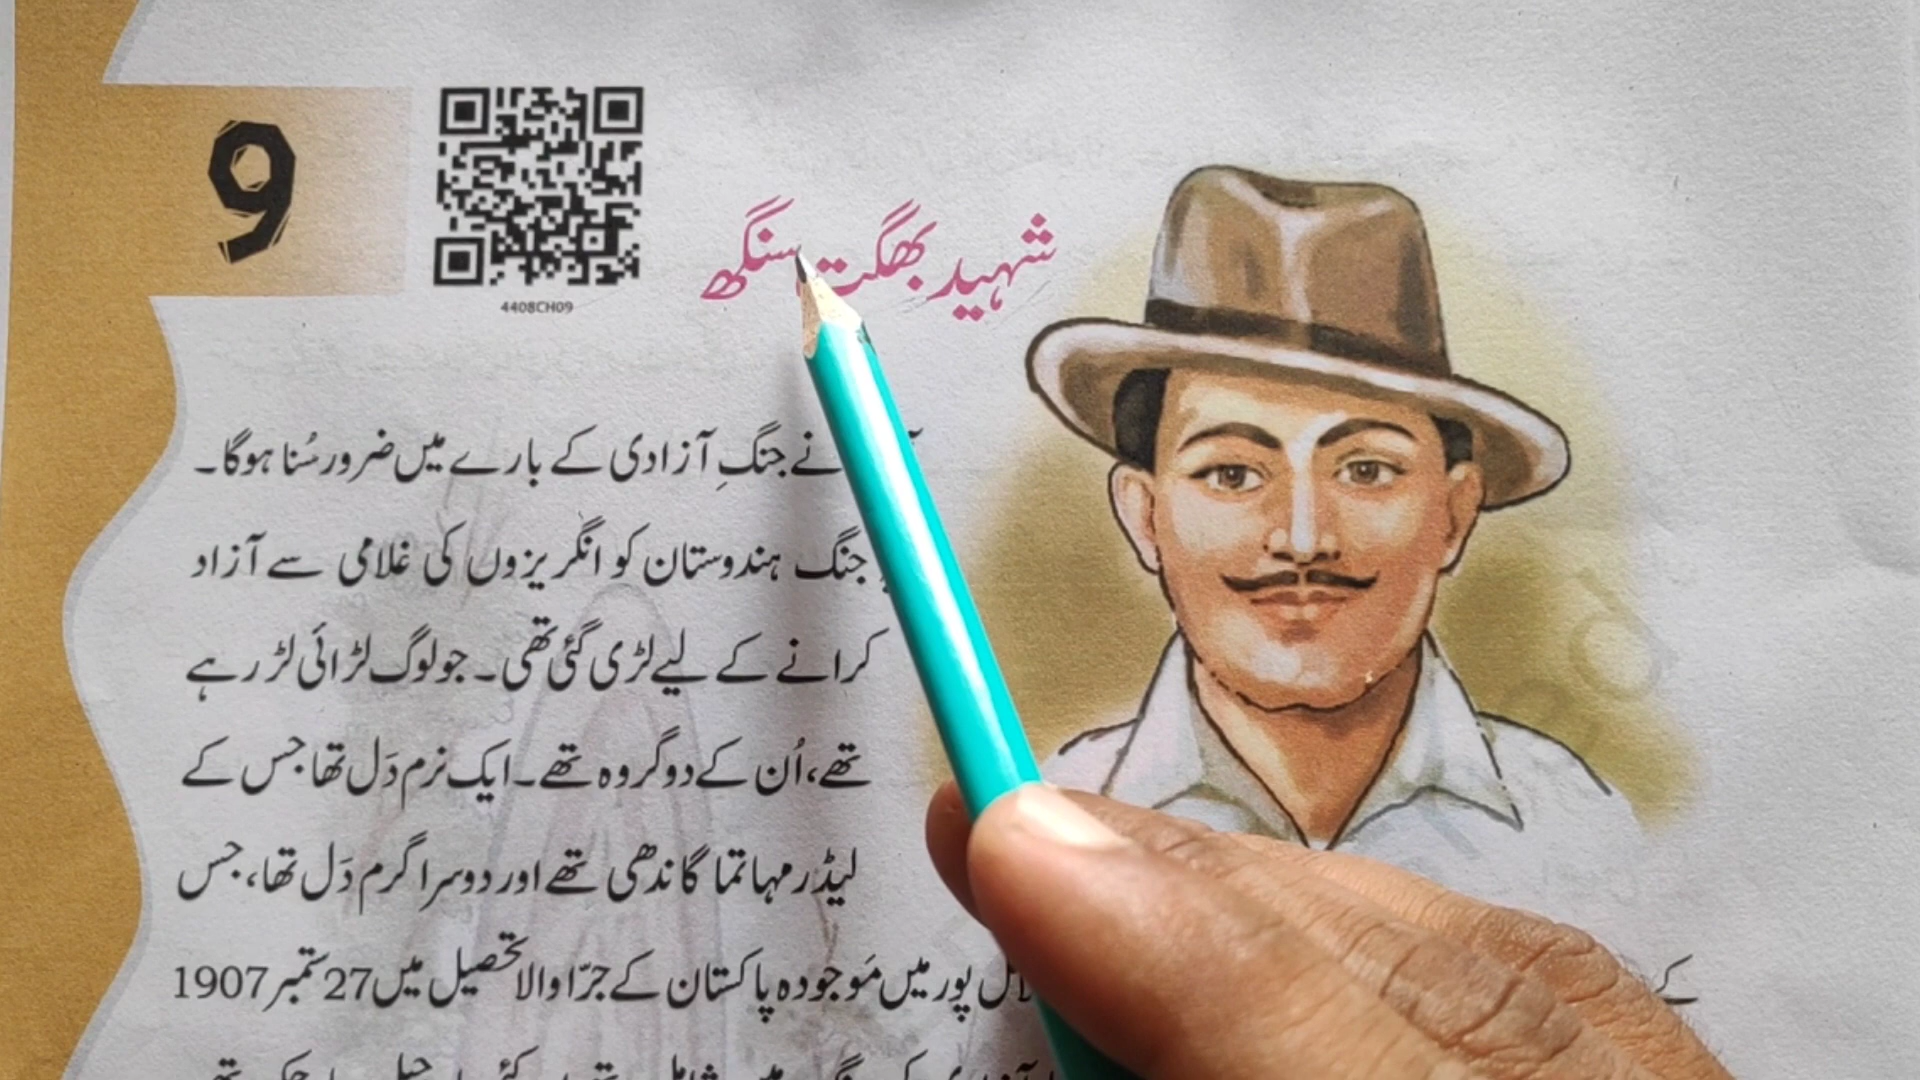 9
4408CH09
شہید بھگت سنگھ
نے جنگِ آزادی کے بارے میں ضرور سُنا ہوگا۔
جنگ ہندوستان کو انگریزوں کی غلامی سے آزاد
کرانے کے لیے لڑی گئی تھی۔ جو لوگ لڑائی لڑ رہے
تھے، اُن کے دو گروہ تھے۔ ایک نرم دَل تھا جس کے
لیڈر مہاتما گاندھی تھے اور دوسرا گرم دَل تھا، جس
کے پور میں مَوجودہ پاکستان کے جڑاوالا تحصیل میں 27 ستمبر 1907